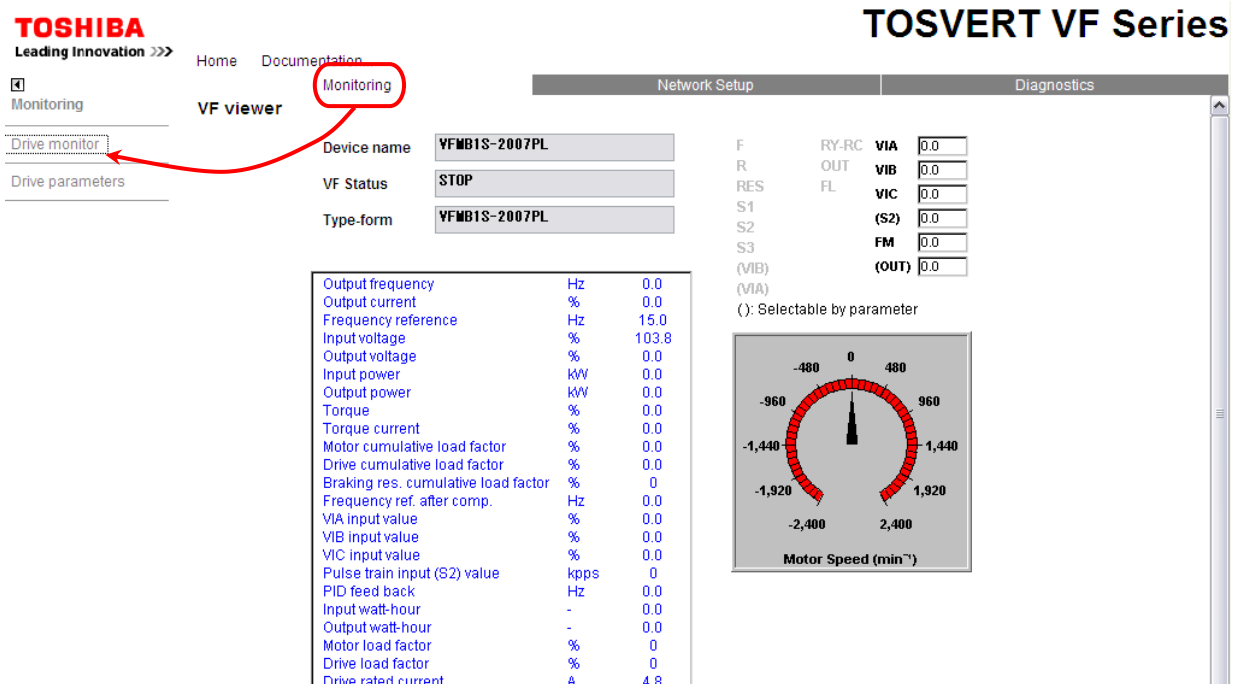 TOSHIBA
Leading Innovation >>>
TOSVERT VF Series
Home Documentation
Monitoring Network Setup Diagnostics
Monitoring
Drive monitor
Drive parameters
VF viewer
Device name VFMB1S-2007PL
VF Status STOP
Type-form VFMB1S-2007PL
F RY-RC VIA 0.0
R OUT VIB 0.0
RES FL VIC 0.0
S1 (S2) 0.0
S2 FM 0.0
S3 (OUT) 0.0
(VIB)
(VIA)
( ): Selectable by parameter
Output frequency Hz 0.0
Output current % 0.0
Frequency reference Hz 15.0
Input voltage % 103.8
Output voltage % 0.0
Input power kW 0.0
Output power kW 0.0
Torque % 0.0
Torque current % 0.0
Motor cumulative load factor % 0.0
Drive cumulative load factor % 0.0
Braking res. cumulative load factor % 0
Frequency ref. after comp. Hz 0.0
VIA input value % 0.0
VIB input value % 0.0
VIC input value % 0.0
Pulse train input (S2) value kpps 0
PID feed back Hz 0.0
Input watt-hour - 0.0
Output watt-hour - 0.0
Motor load factor % 0
Drive load factor % 0
Drive rated current A 4.8
0
-480 480
-960 960
-1,440 1,440
-1,920 1,920
-2,400 2,400
Motor Speed (min⁻¹)